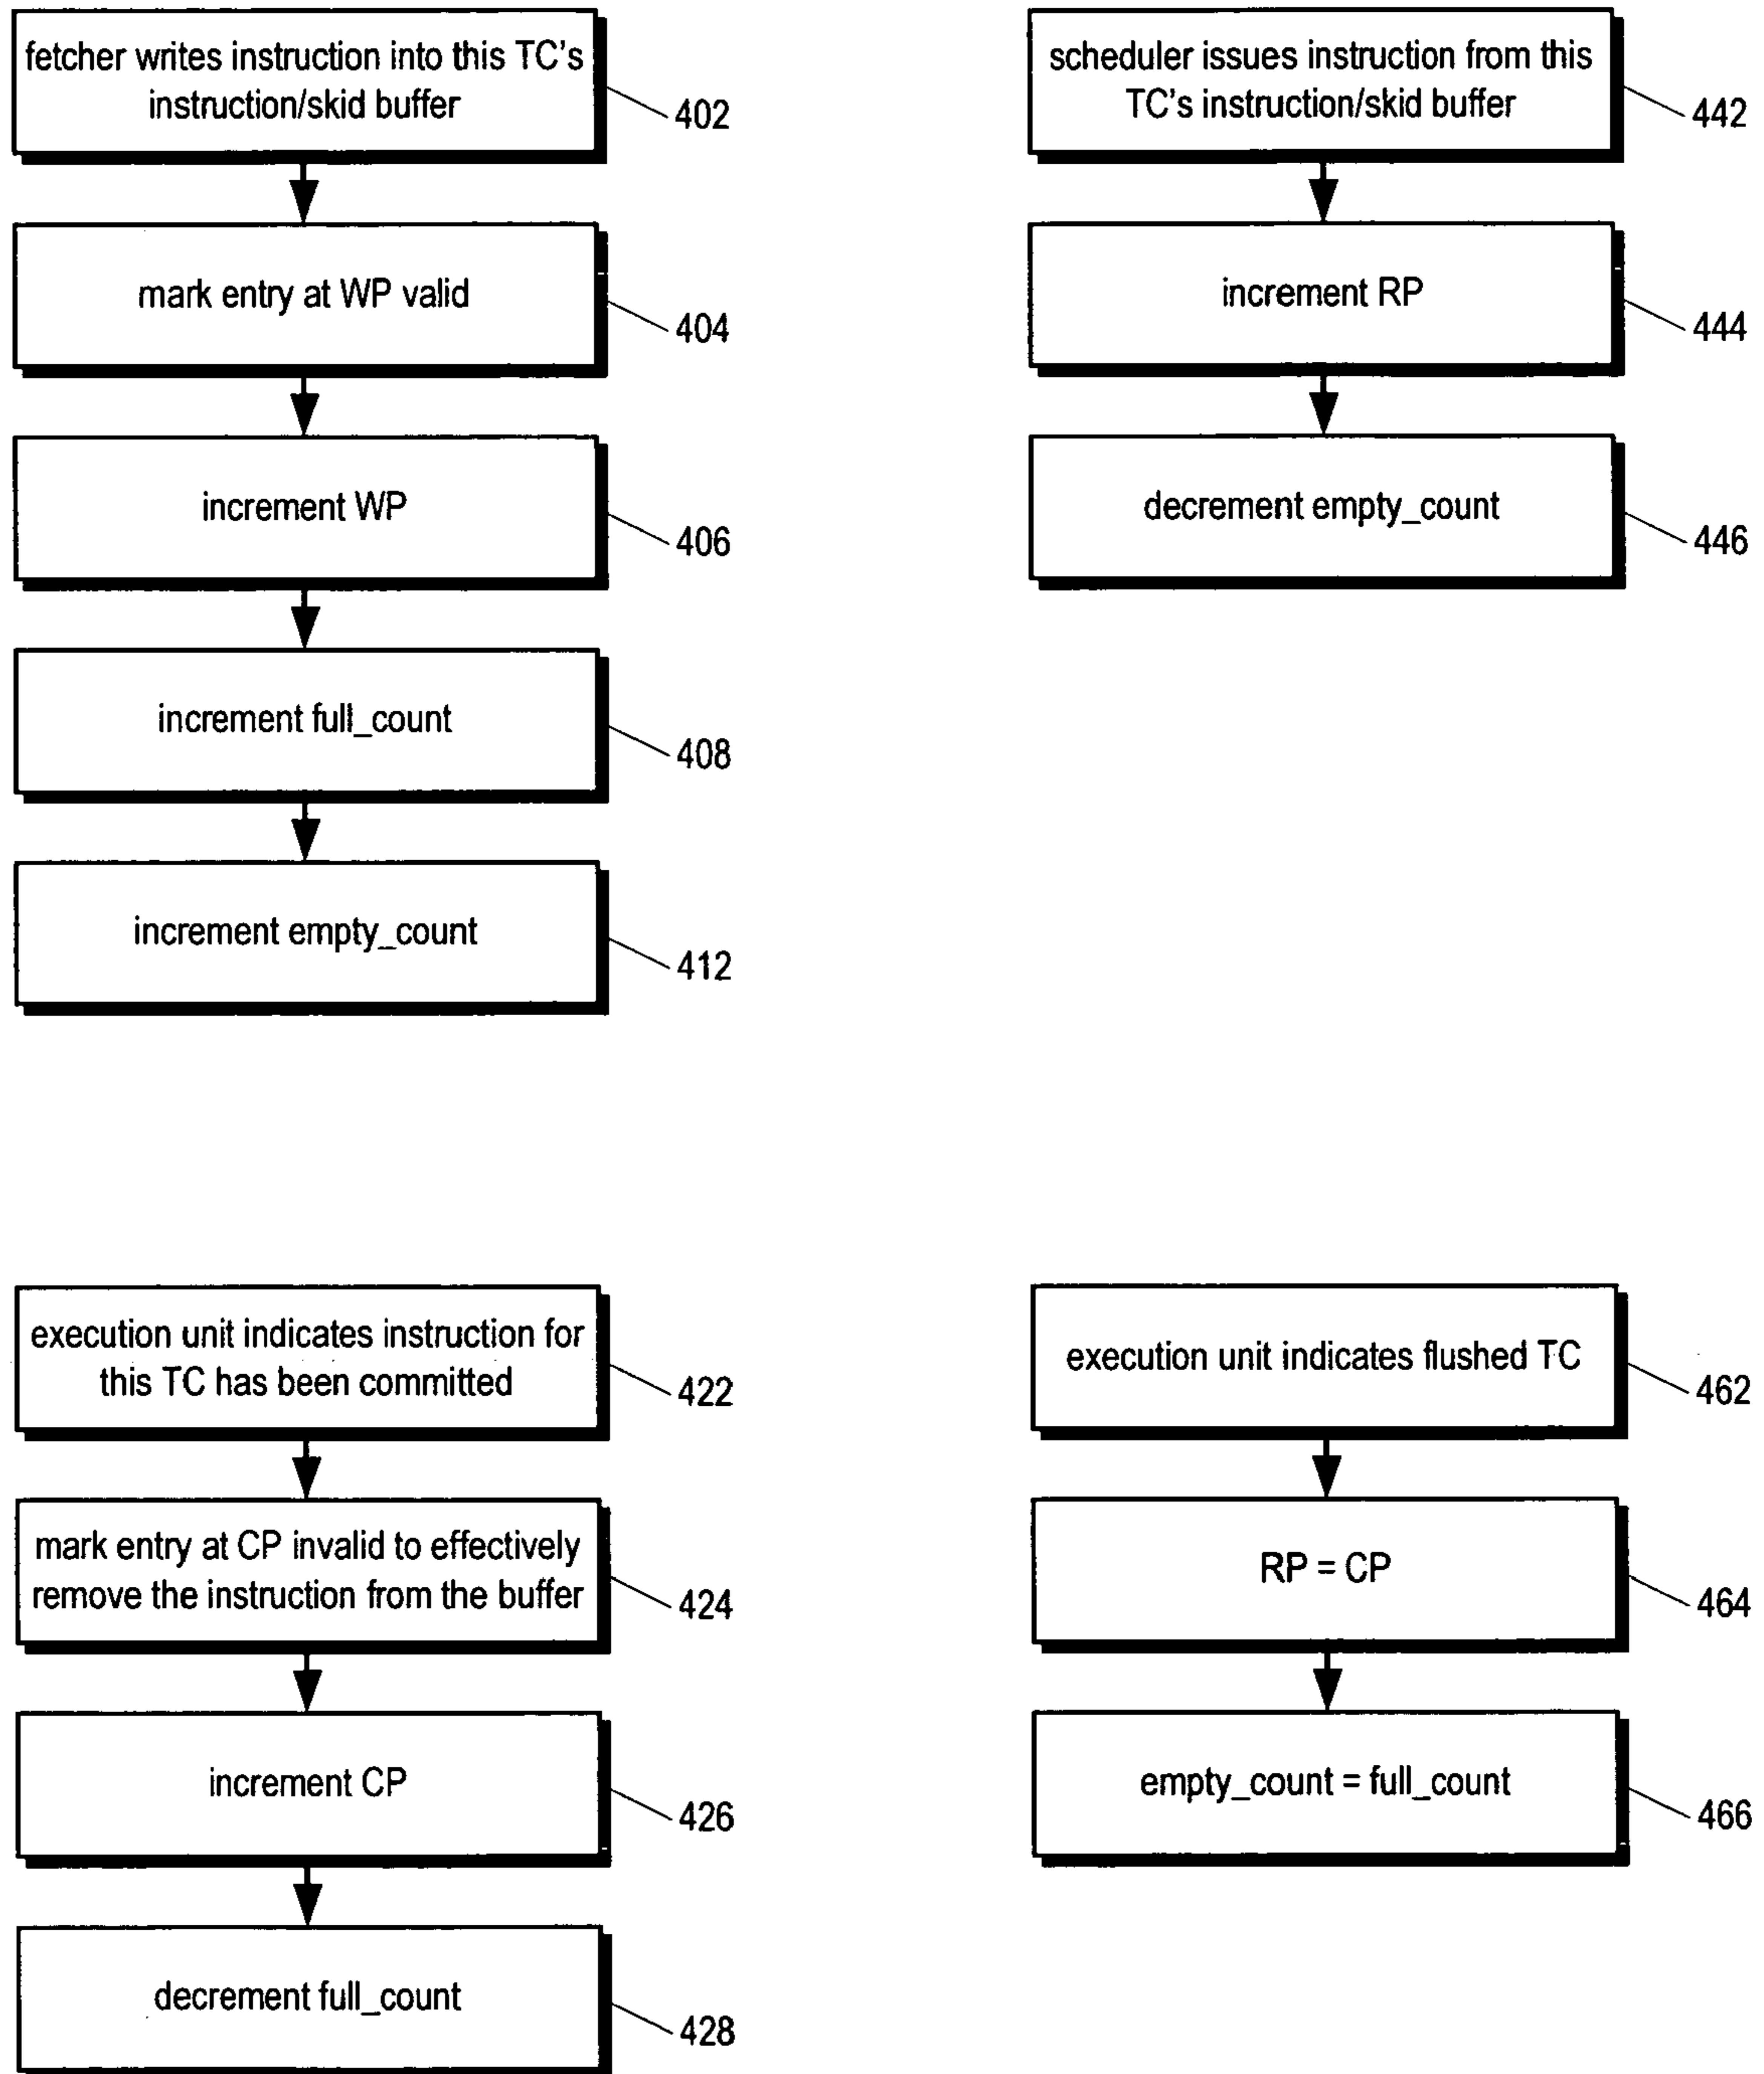 fetcher writes instruction into this TC's
instruction/skid buffer
402
mark entry at WP valid
404
increment WP
406
increment full_count
408
increment empty_count
412
scheduler issues instruction from this
TC's instruction/skid buffer
442
increment RP
444
decrement empty_count
446
execution unit indicates instruction for
this TC has been committed
422
mark entry at CP invalid to effectively
remove the instruction from the buffer
424
increment CP
426
decrement full_count
428
execution unit indicates flushed TC
462
RP = CP
464
empty_count = full_count
466